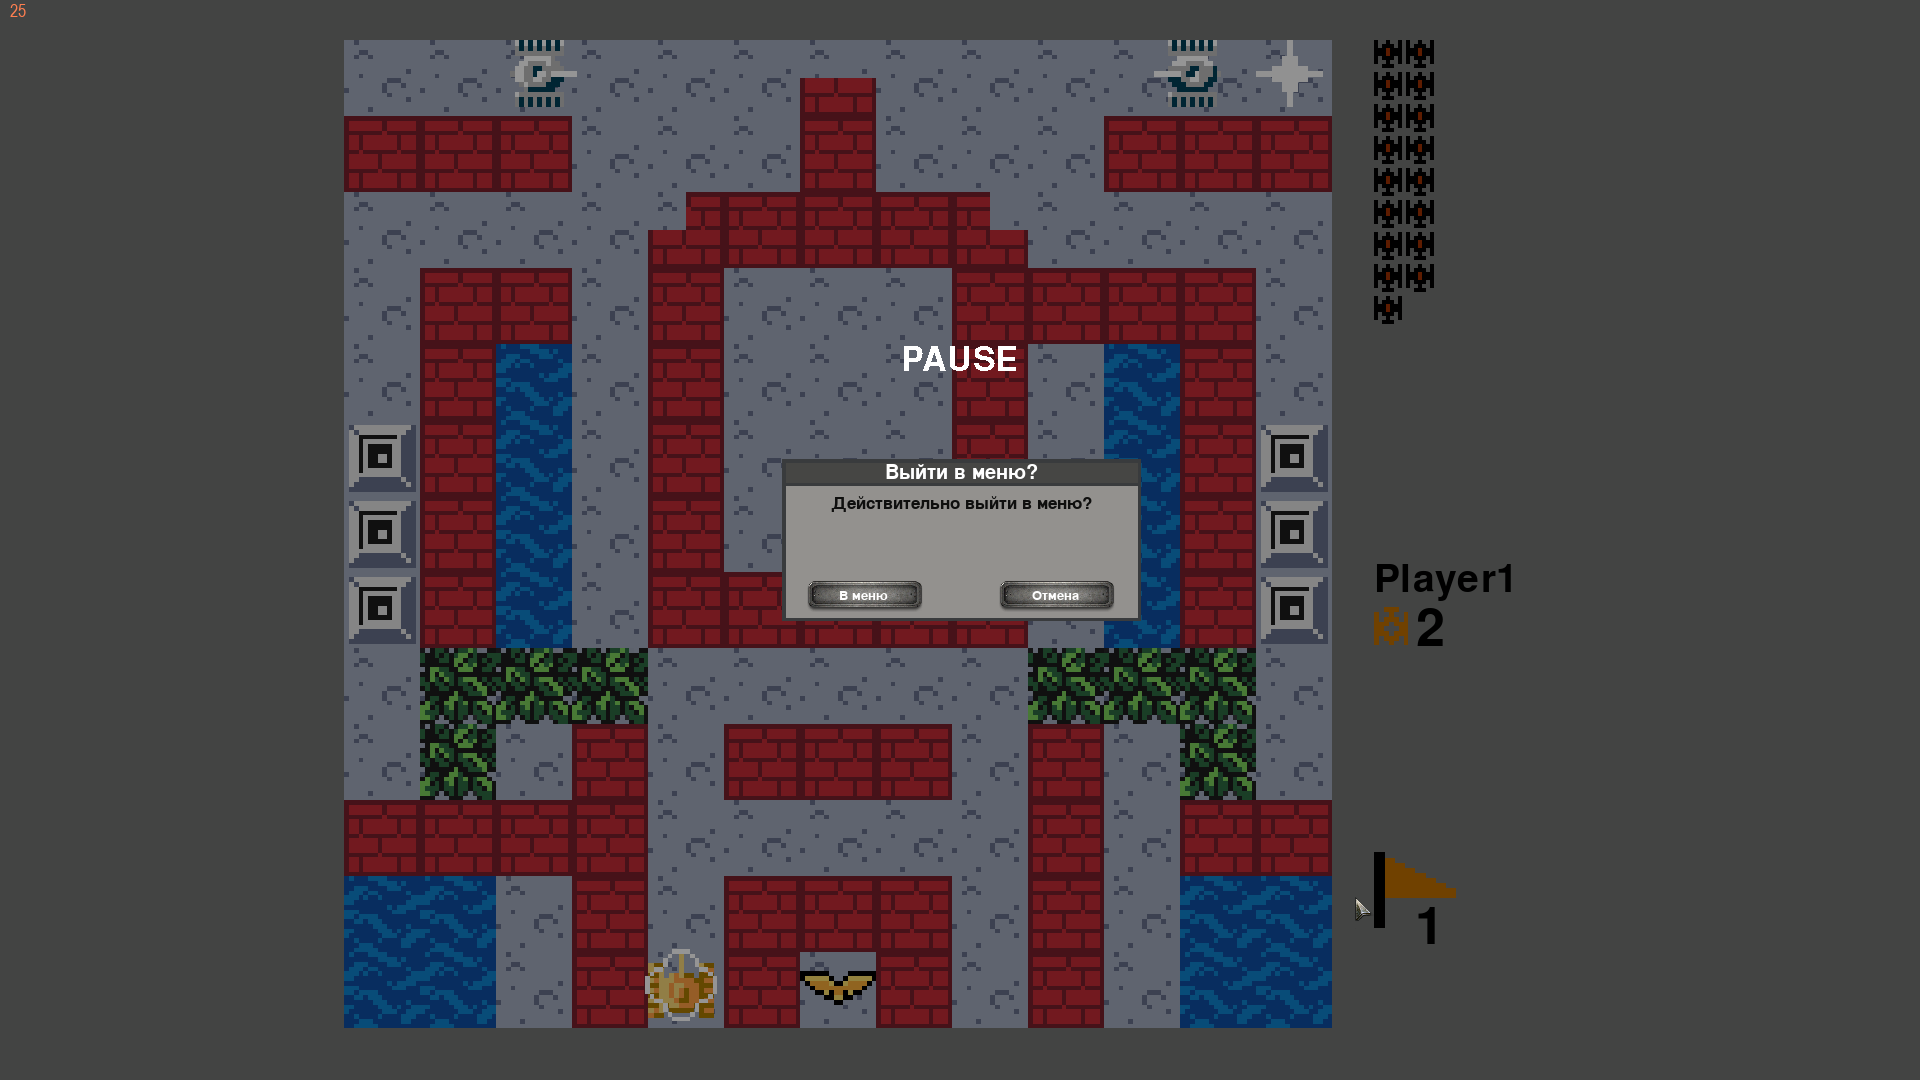 25
PAUSE
Выйти в меню?
Действительно выйти в меню?
В меню
Отмена
Player1
2
1